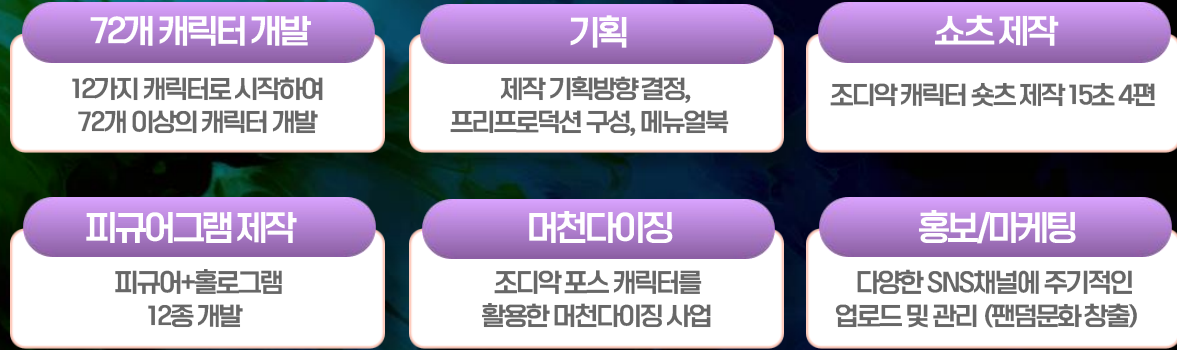 72개 캐릭터 개발
12가지 캐릭터로 시작하여
72개 이상의 캐릭터 개발
기획
제작 기획방향 결정,
프리프로덕션 구성, 메뉴얼북
쇼츠 제작
조디악 캐릭터 숏츠 제작 15초 4편
피규어그램 제작
피규어+홀로그램
12종 개발
머천다이징
조디악 포스 캐릭터를
활용한 머천다이징 사업
홍보/마케팅
다양한 SNS채널에 주기적인
업로드 및 관리 (팬덤문화 창출)